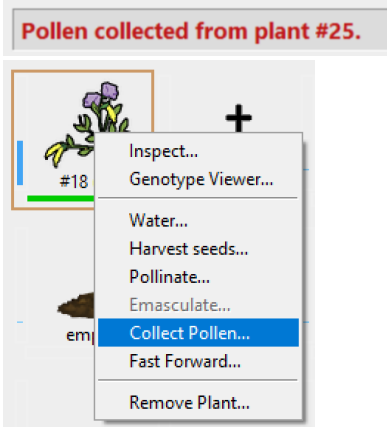 Pollen collected from plant #25.
#18
Inspect...
Genotype Viewer...
Water...
Harvest seeds...
Pollinate...
Emasculate...
Collect Pollen...
Fast Forward...
Remove Plant...